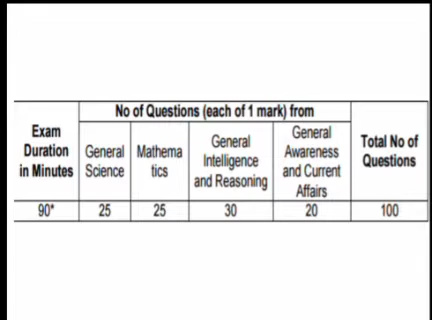 No of Questions (each of 1 mark) from
Exam
Duration
in Minutes
General
Science
Mathema
tics
General
Intelligence
and Reasoning
General
Awareness
and Current
Affairs
Total No of
Questions
90*
25
25
30
20
100